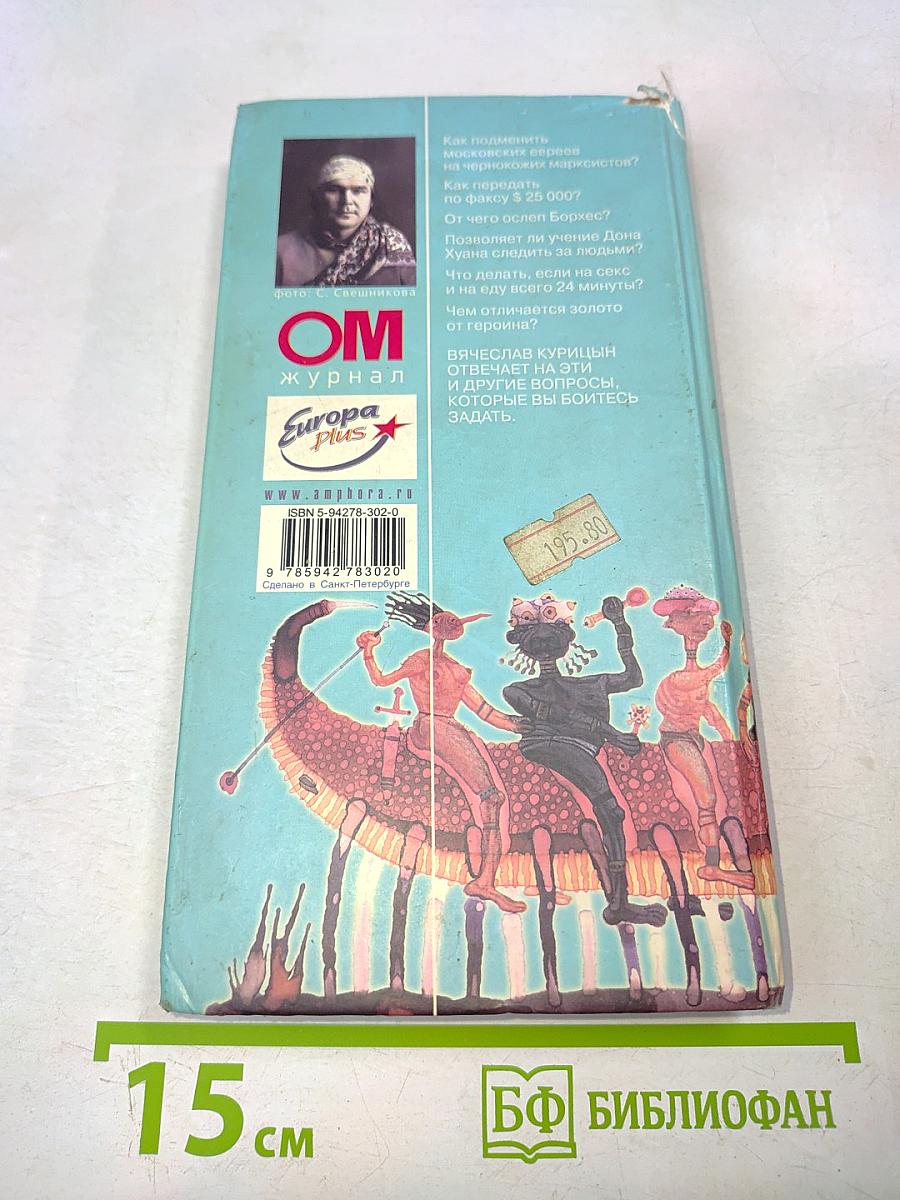 фото: С. Свешникова
ОМ
журнал
Europa
plus
www.amphora.ru
ISBN 5-94278-302-0
9 785942 783020
Сделано в Санкт-Петербурге
Как подменить
московских евреев
на чернокожих марксистов?
Как передать
по факсу $ 25 000?
От чего ослеп Борхес?
Позволяет ли учение Дона
Хуана следить за людьми?
Что делать, если на секс
и на еду всего 24 минуты?
Чем отличается золото
от героина?
ВЯЧЕСЛАВ КУРИЦЫН
ОТВЕЧАЕТ НА ЭТИ
И ДРУГИЕ ВОПРОСЫ,
КОТОРЫЕ ВЫ БОИТЕСЬ
ЗАДАТЬ.
195.80
15 см
БФ БИБЛИОФАН